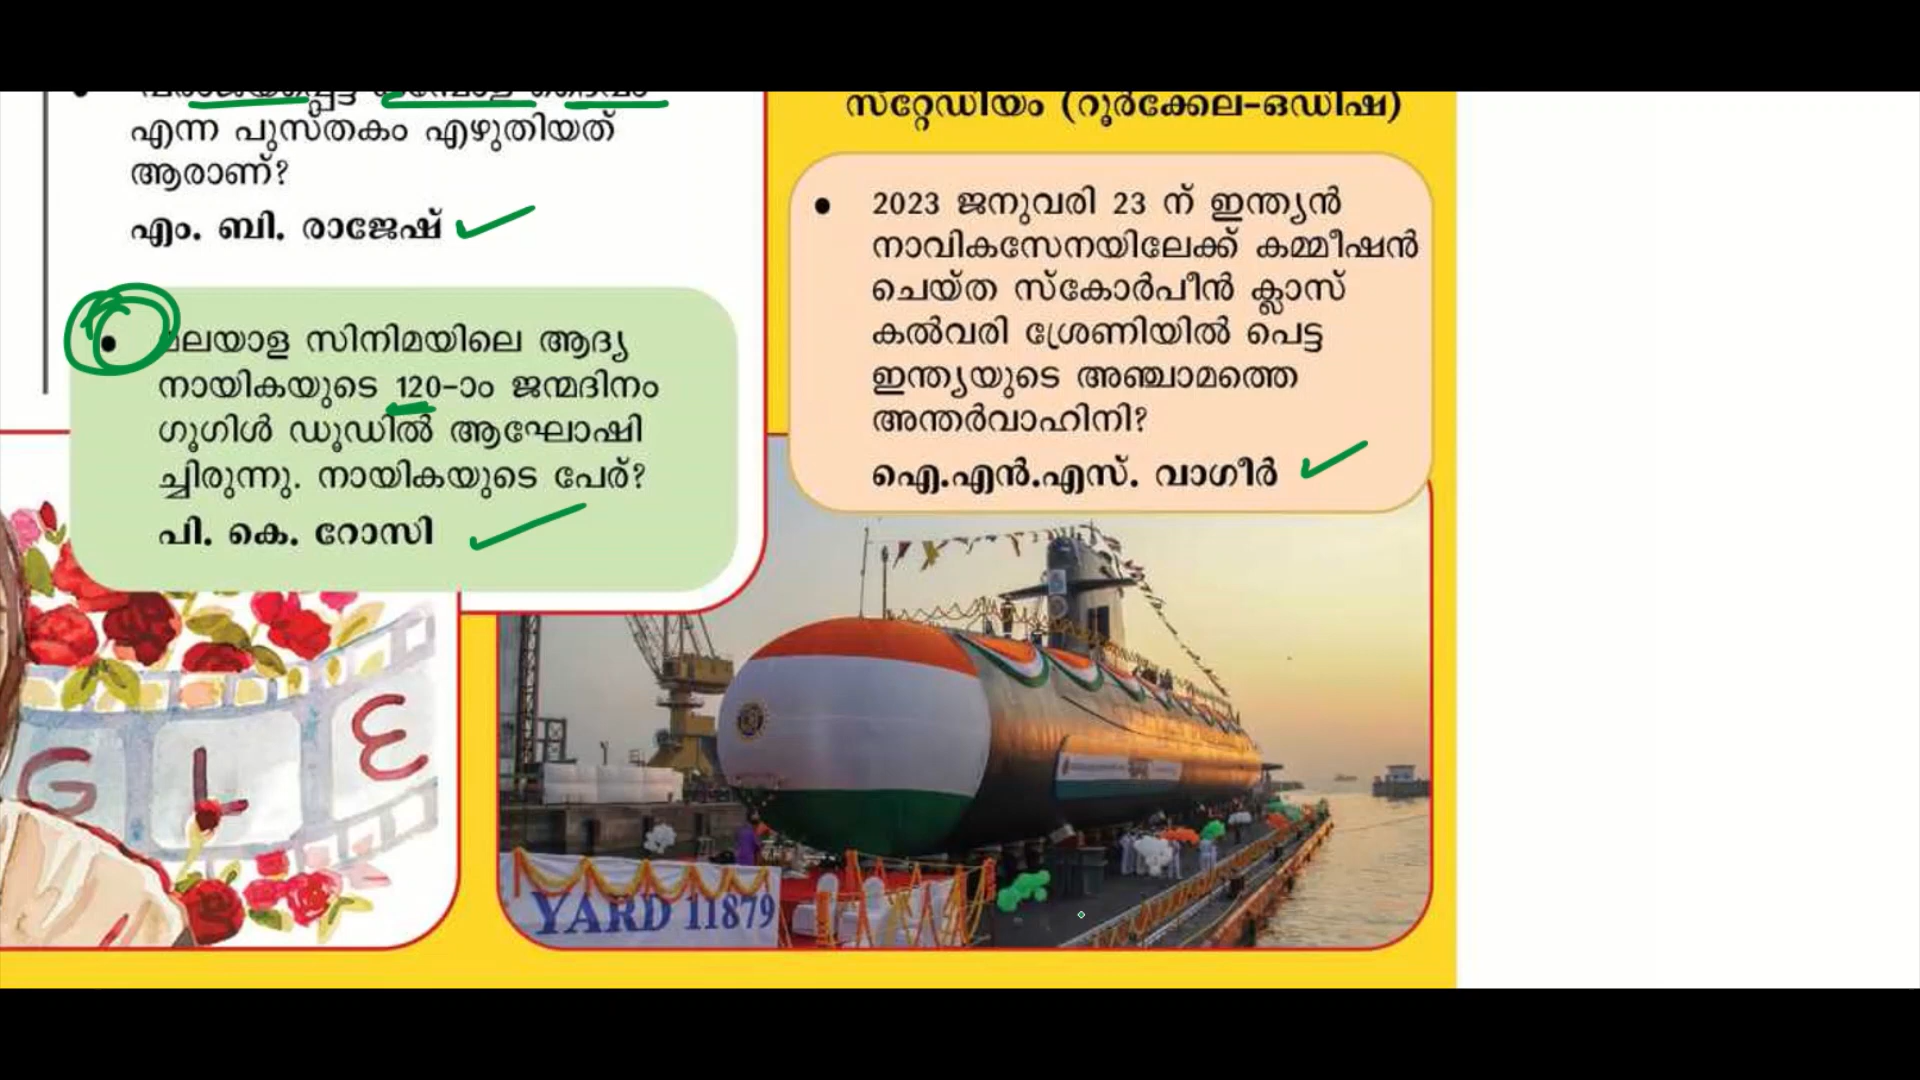 എന്ന പുസ്തകം എഴുതിയത്
ആരാണ്?
എം. ബി. രാജേഷ്
മലയാള സിനിമയിലെ ആദ്യ
നായികയുടെ 120-ാം ജന്മദിനം
ഗൂഗിൾ ഡൂഡിൽ ആഘോഷി
ച്ചിരുന്നു. നായികയുടെ പേര്?
പി. കെ. റോസി
സ്റ്റേഡിയം (റൂർക്കേല-ഒഡിഷ)
2023 ജനുവരി 23 ന് ഇന്ത്യൻ
നാവികസേനയിലേക്ക് കമ്മീഷൻ
ചെയ്ത സ്കോർപീൻ ക്ലാസ്
കൽവരി ശ്രേണിയിൽ പെട്ട
ഇന്ത്യയുടെ അഞ്ചാമത്തെ
അന്തർവാഹിനി?
ഐ.എൻ.എസ്. വാഗീർ
G L E
YARD 11879